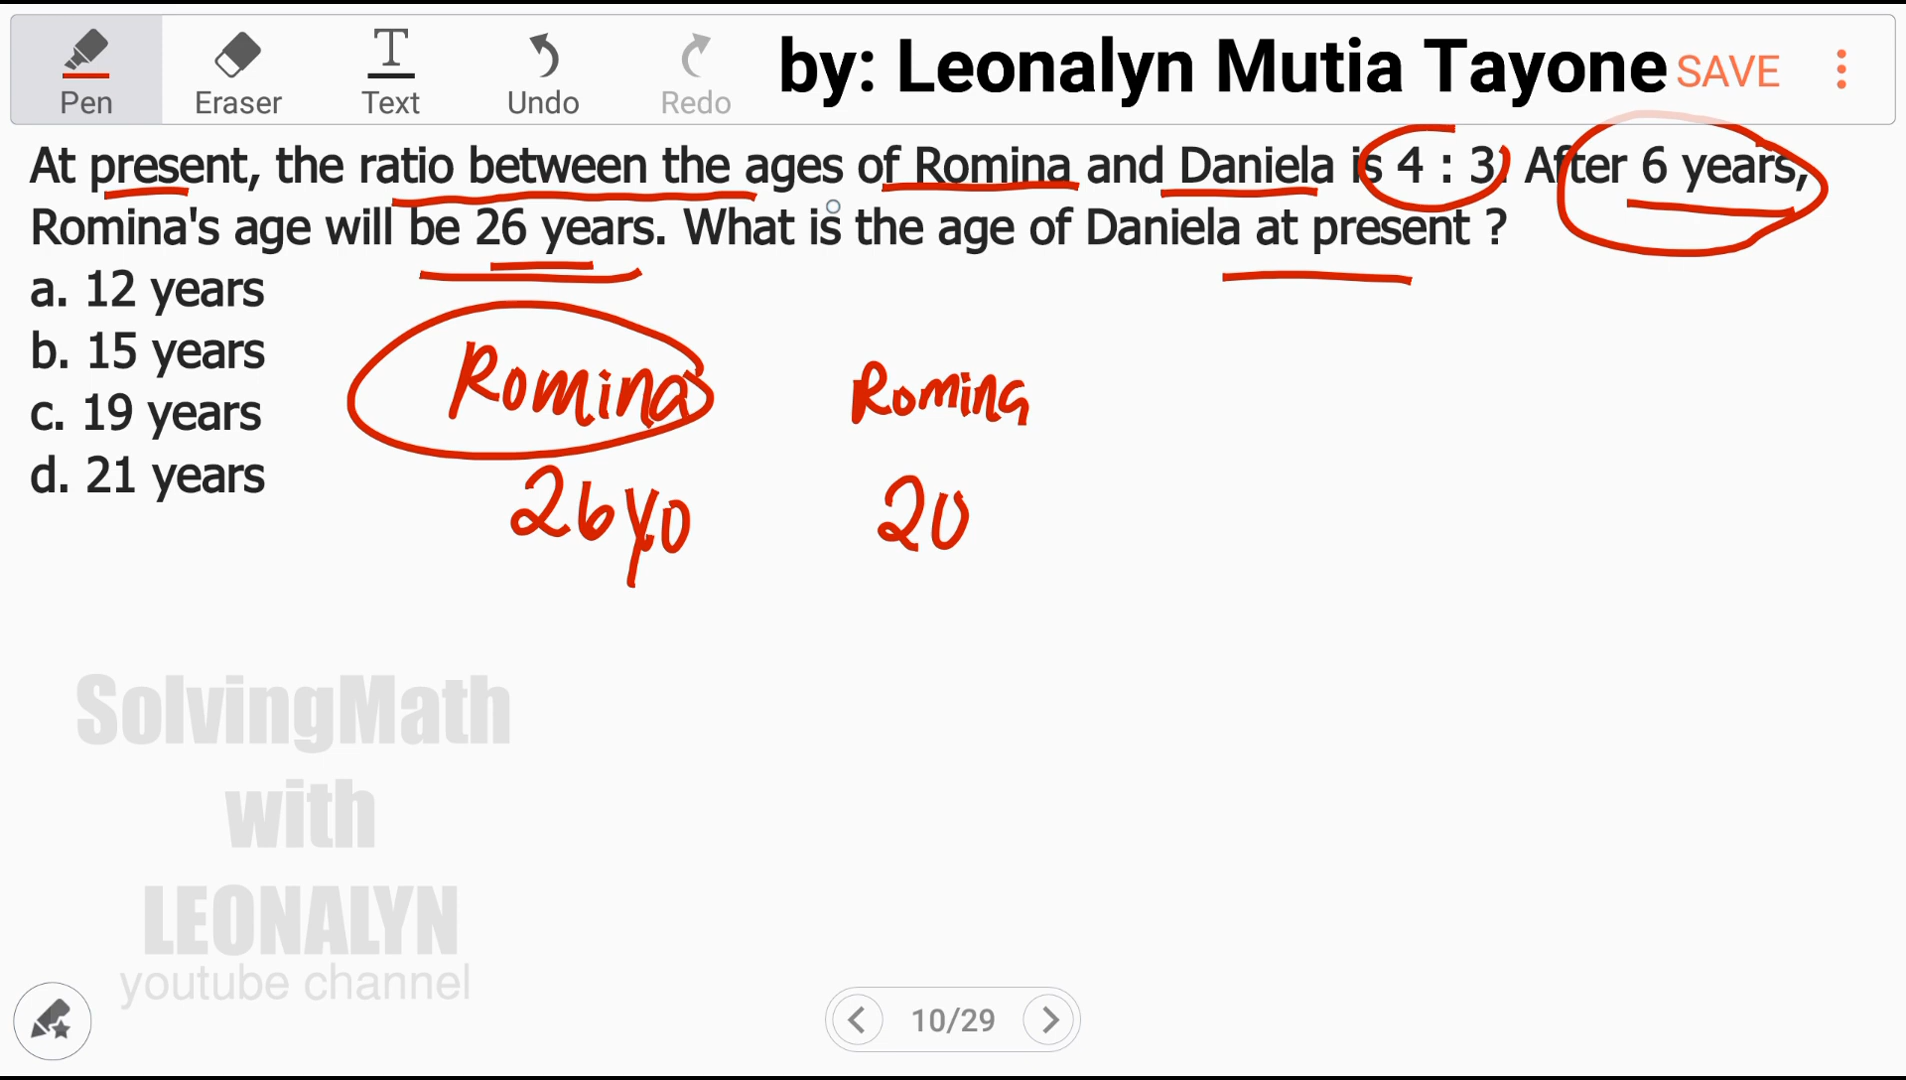 Pen
Eraser
Text
Undo
Redo
by: Leonalyn Mutia Tayone
SAVE
At present, the ratio between the ages of Romina and Daniela is 4 : 3. After 6 years,
Romina's age will be 26 years. What is the age of Daniela at present ?
a. 12 years
b. 15 years
c. 19 years
d. 21 years
Romina's Romina
26yo 20
SolvingMath
with
LEONALYN
youtube channel
10/29